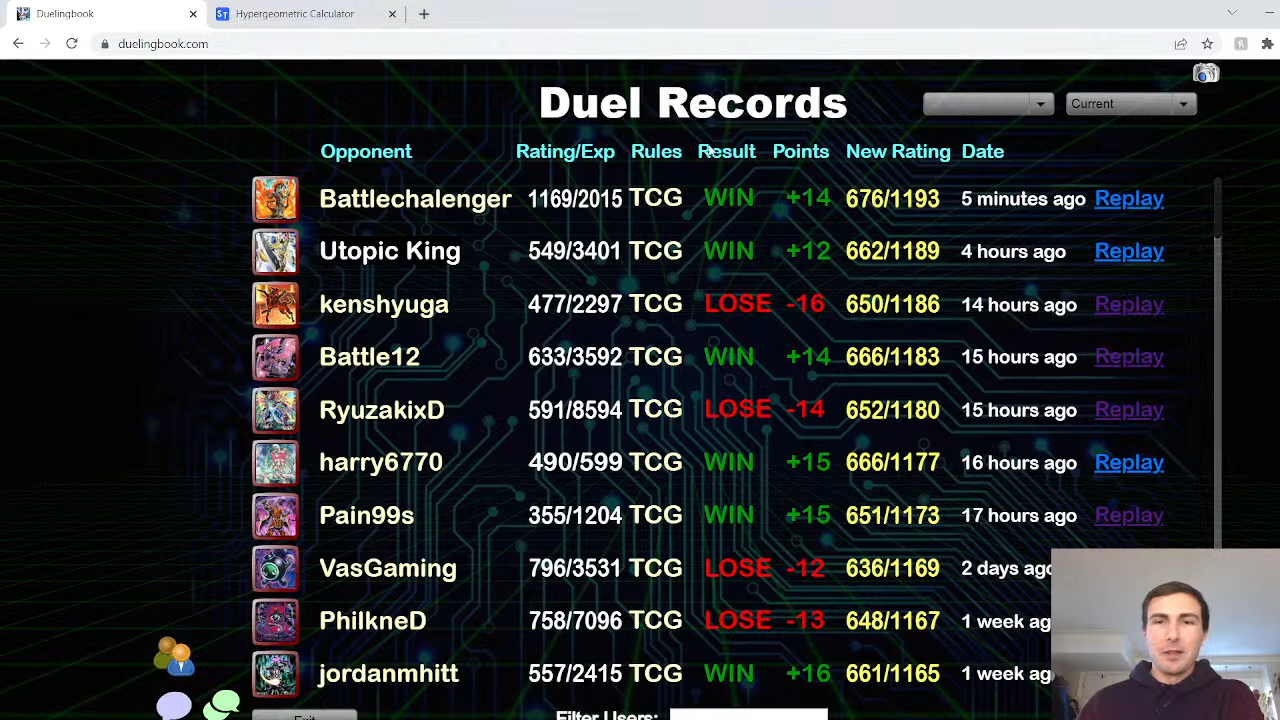 Duelingbook
Hypergeometric Calculator
duelingbook.com
Duel Records
Current
Opponent Rating/Exp Rules Result Points New Rating Date
Battlechalenger 1169/2015 TCG WIN +14 676/1193 5 minutes ago Replay
Utopic King 549/3401 TCG WIN +12 662/1189 4 hours ago Replay
kenshyuga 477/2297 TCG LOSE -16 650/1186 14 hours ago Replay
Battle12 633/3592 TCG WIN +14 666/1183 15 hours ago Replay
RyuzakixD 591/8594 TCG LOSE -14 652/1180 15 hours ago Replay
harry6770 490/599 TCG WIN +15 666/1177 16 hours ago Replay
Pain99s 355/1204 TCG WIN +15 651/1173 17 hours ago Replay
VasGaming 796/3531 TCG LOSE -12 636/1169 2 days ago
PhilkneD 758/7096 TCG LOSE -13 648/1167 1 week ag
jordanmhitt 557/2415 TCG WIN +16 661/1165 1 week ag
Exit Filter Users: